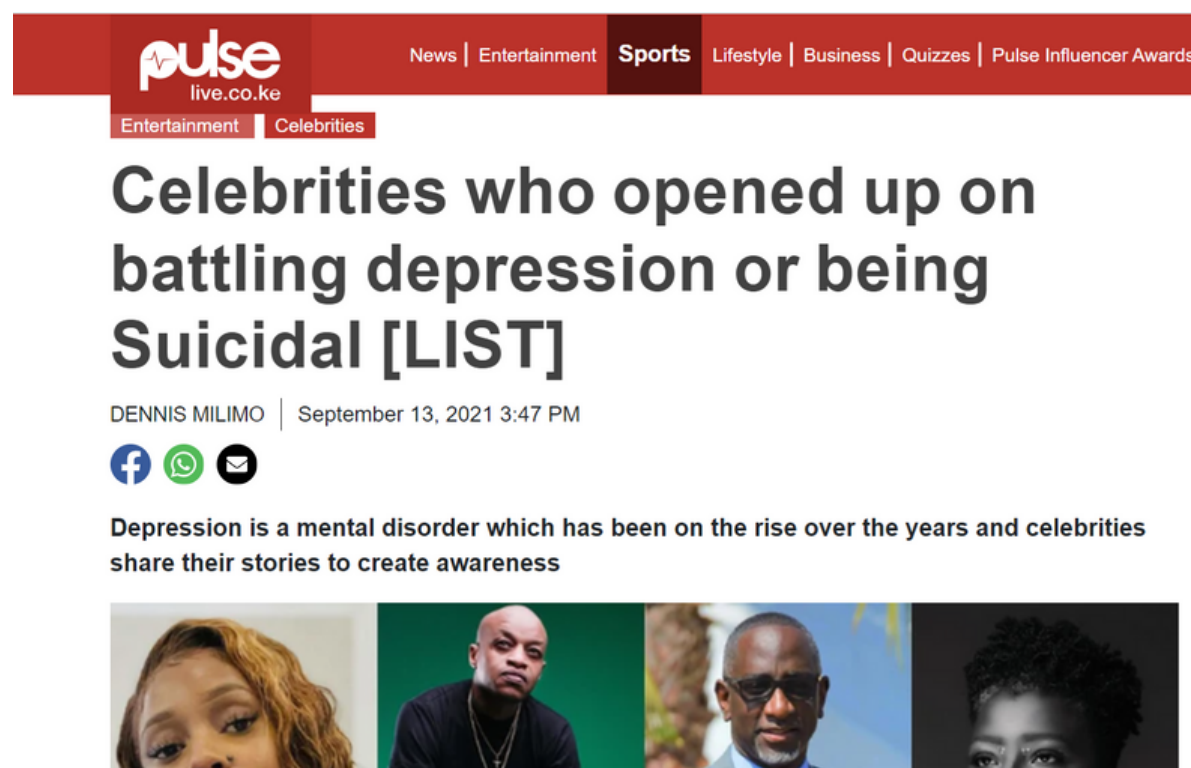 pulse
live.co.ke
News | Entertainment Sports Lifestyle | Business | Quizzes | Pulse Influencer Awards
Entertainment Celebrities
Celebrities who opened up on
battling depression or being
Suicidal [LIST]
DENNIS MILIMO | September 13, 2021 3:47 PM
Depression is a mental disorder which has been on the rise over the years and celebrities
share their stories to create awareness